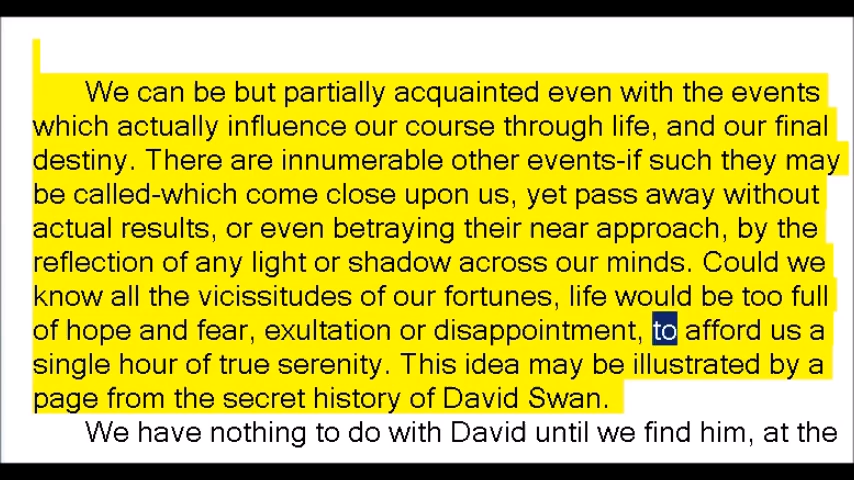 We can be but partially acquainted even with the events
which actually influence our course through life, and our final
destiny. There are innumerable other events-if such they may
be called-which come close upon us, yet pass away without
actual results, or even betraying their near approach, by the
reflection of any light or shadow across our minds. Could we
know all the vicissitudes of our fortunes, life would be too full
of hope and fear, exultation or disappointment, to afford us a
single hour of true serenity. This idea may be illustrated by a
page from the secret history of David Swan.
We have nothing to do with David until we find him, at the